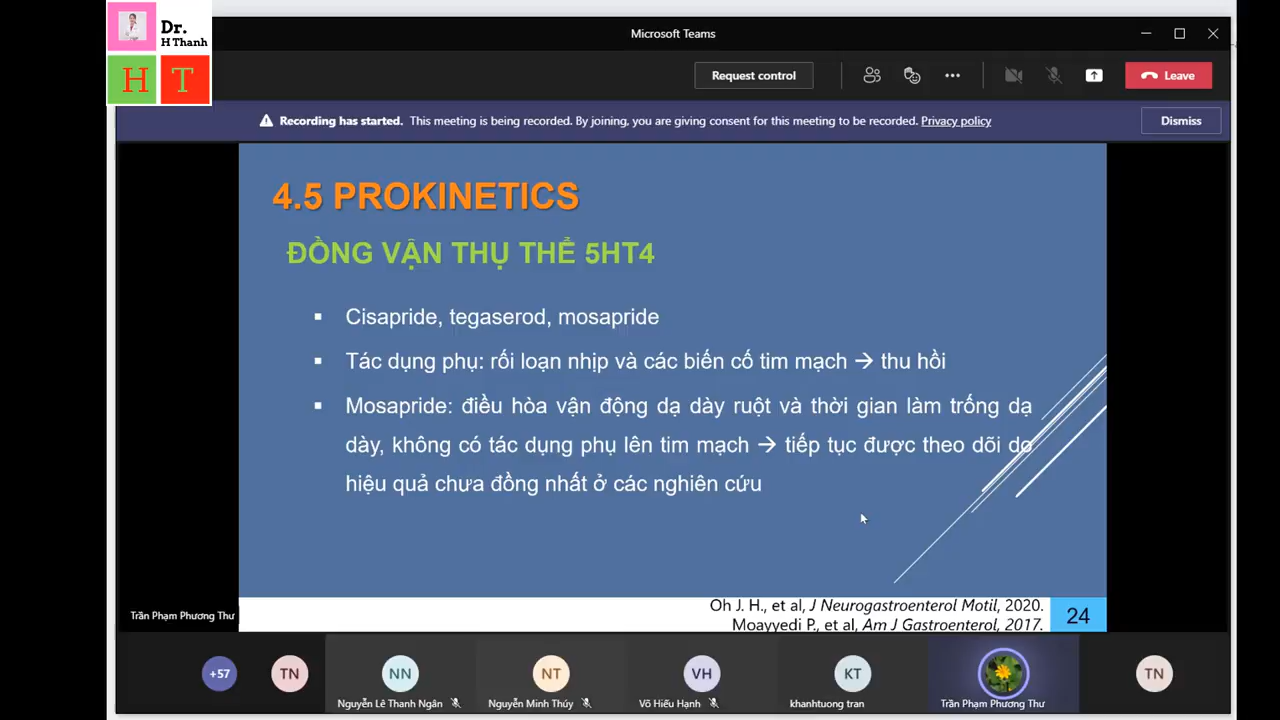 Dr.
H Thanh
H T
Microsoft Teams
Request control
Leave
Recording has started. This meeting is being recorded. By joining, you are giving consent for this meeting to be recorded. Privacy policy
Dismiss
4.5 PROKINETICS
ĐỒNG VẬN THỤ THỂ 5HT4
▪ Cisapride, tegaserod, mosapride
▪ Tác dụng phụ: rối loạn nhịp và các biến cố tim mạch → thu hồi
▪ Mosapride: điều hòa vận động dạ dày ruột và thời gian làm trống dạ
dày, không có tác dụng phụ lên tim mạch → tiếp tục được theo dõi do
hiệu quả chưa đồng nhất ở các nghiên cứu
Oh J. H., et al, J Neurogastroenterol Motil, 2020.
Moayyedi P., et al, Am J Gastroenterol, 2017.
24
Trần Phạm Phương Thư
+57
TN
NN
Nguyễn Lê Thanh Ngân
NT
Nguyễn Minh Thúy
VH
Võ Hiếu Hạnh
KT
khanhtuong tran
Trần Phạm Phương Thư
TN